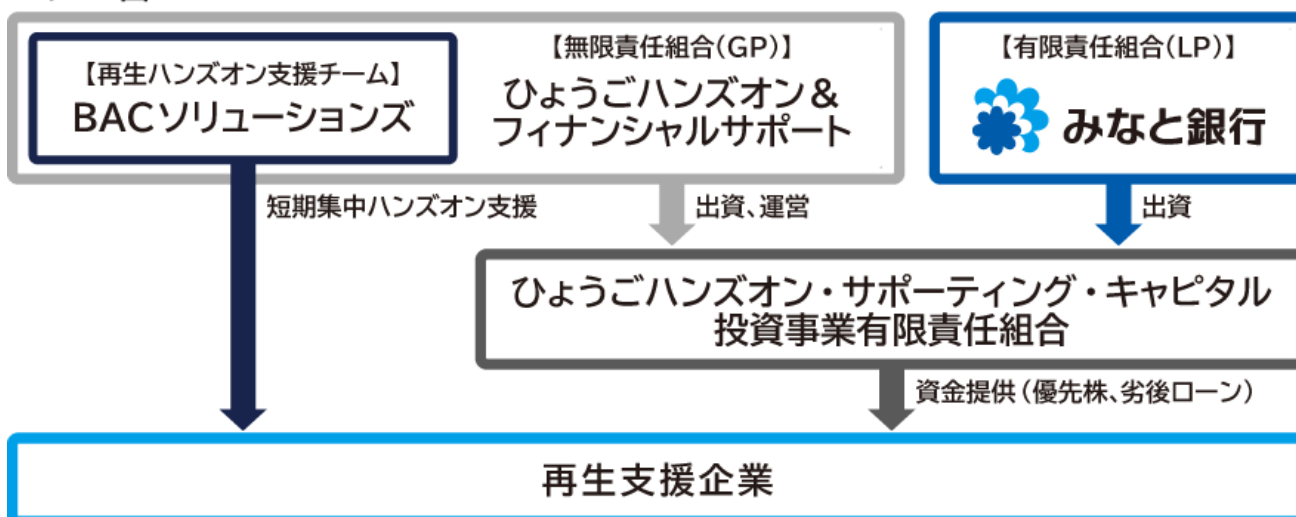 【再生ハンズオン支援チーム】
BACソリューションズ
【無限責任組合(GP)】
ひょうごハンズオン&
フィナンシャルサポート
【有限責任組合(LP)】
みなと銀行
短期集中ハンズオン支援
出資、運営
出資
ひょうごハンズオン・サポーティング・キャピタル
投資事業有限責任組合
資金提供(優先株、劣後ローン)
再生支援企業